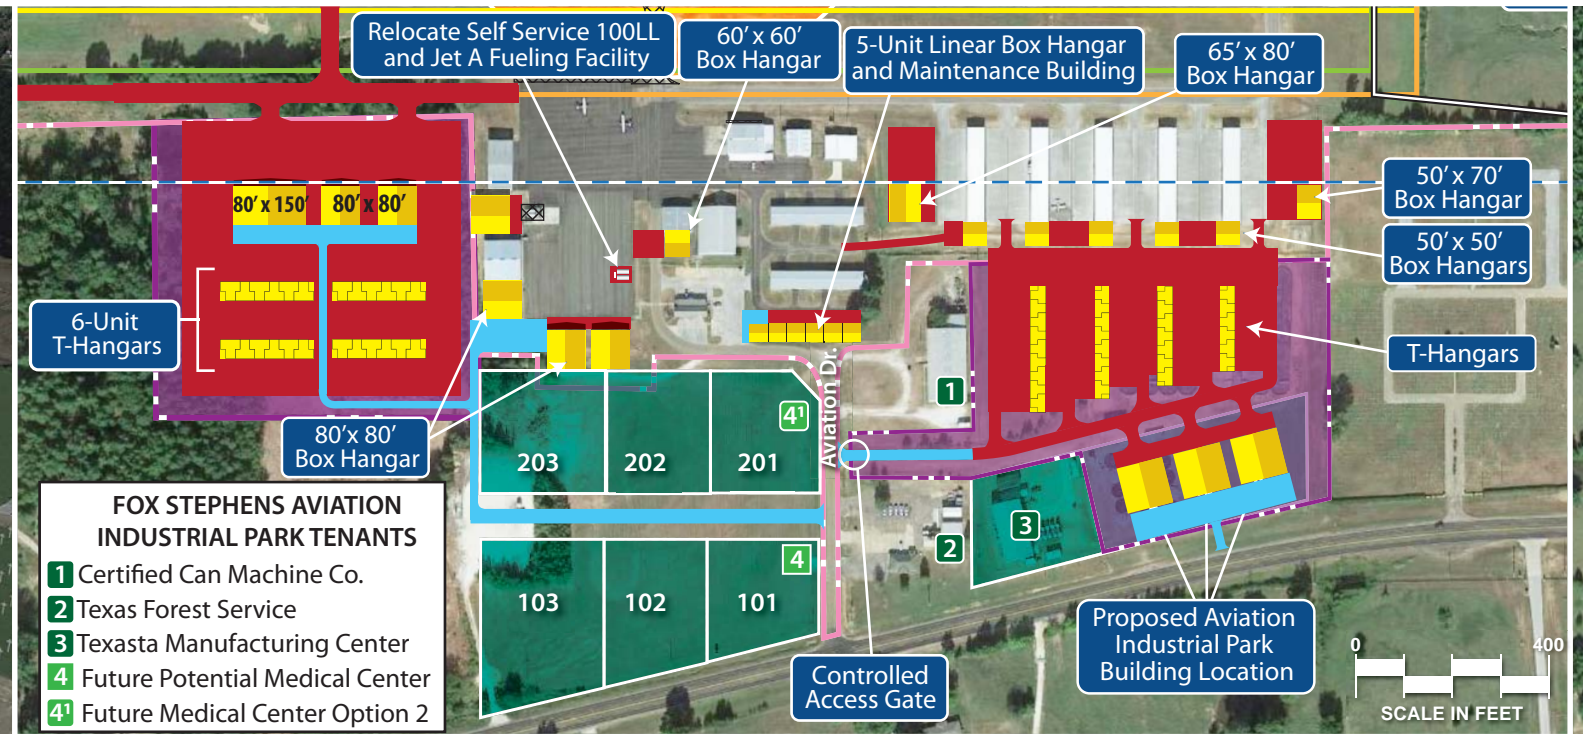 Relocate Self Service 100LL
and Jet A Fueling Facility
60’ x 60’
Box Hangar
5-Unit Linear Box Hangar
and Maintenance Building
65’ x 80’
Box Hangar
50’ x 70’
Box Hangar
50’ x 50’
Box Hangars
80’ x 150’
80’ x 80’
6-Unit
T-Hangars
T-Hangars
80’x 80’
Box Hangar
Aviation Dr.
1
4¹
203
202
201
2
3
4
103
102
101
FOX STEPHENS AVIATION
INDUSTRIAL PARK TENANTS
1 Certified Can Machine Co.
2 Texas Forest Service
3 Texasta Manufacturing Center
4 Future Potential Medical Center
4¹ Future Medical Center Option 2
Controlled
Access Gate
Proposed Aviation
Industrial Park
Building Location
0 400
SCALE IN FEET